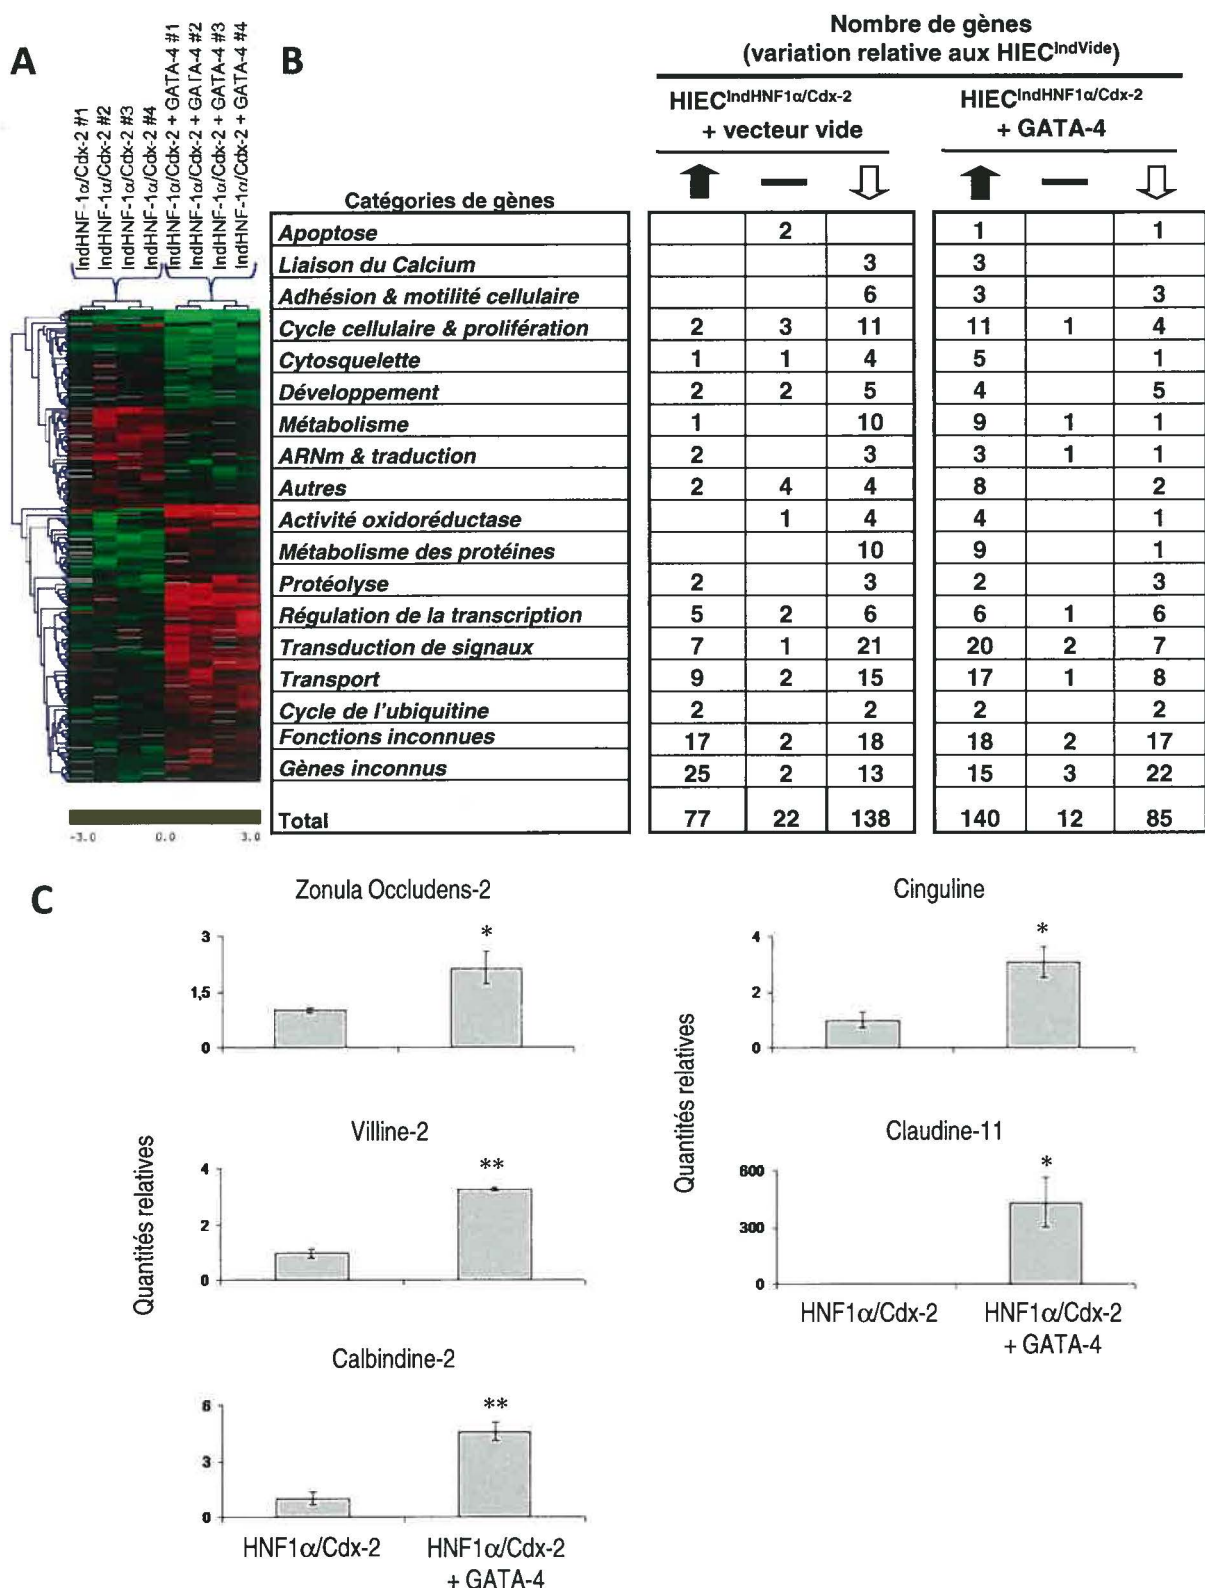 A
IndHNF-1α/Cdx-2 #1
IndHNF-1α/Cdx-2 #2
IndHNF-1α/Cdx-2 #3
IndHNF-1α/Cdx-2 #4
IndHNF-1α/Cdx-2 + GATA-4 #1
IndHNF-1α/Cdx-2 + GATA-4 #2
IndHNF-1α/Cdx-2 + GATA-4 #3
IndHNF-1α/Cdx-2 + GATA-4 #4
-3.0 0.0 3.0
B
Nombre de gènes
(variation relative aux HIECIndVide)
HIECIndHNF1α/Cdx-2 HIECIndHNF1α/Cdx-2
+ vecteur vide + GATA-4
Catégories de gènes
Apoptose 2 1 1
Liaison du Calcium 3 3
Adhésion & motilité cellulaire 6 3 3
Cycle cellulaire & prolifération 2 3 11 11 1 4
Cytosquelette 1 1 4 5 1
Développement 2 2 5 4 5
Métabolisme 1 10 9 1 1
ARNm & traduction 2 3 3 1 1
Autres 2 4 4 8 2
Activité oxidoréductase 1 4 4 1
Métabolisme des protéines 10 9 1
Protéolyse 2 3 2 3
Régulation de la transcription 5 2 6 6 1 6
Transduction de signaux 7 1 21 20 2 7
Transport 9 2 15 17 1 8
Cycle de l'ubiquitine 2 2 2 2
Fonctions inconnues 17 2 18 18 2 17
Gènes inconnus 25 2 13 15 3 22
Total 77 22 138 140 12 85
C
Zonula Occludens-2
3
1,5
0
*
Cinguline
4
2
0
*
Quantités relatives
Villine-2
4
2
0
**
Quantités relatives
Claudine-11
600
300
0
*
HNF1α/Cdx-2 HNF1α/Cdx-2
+ GATA-4
Calbindine-2
6
3
0
**
HNF1α/Cdx-2 HNF1α/Cdx-2
+ GATA-4